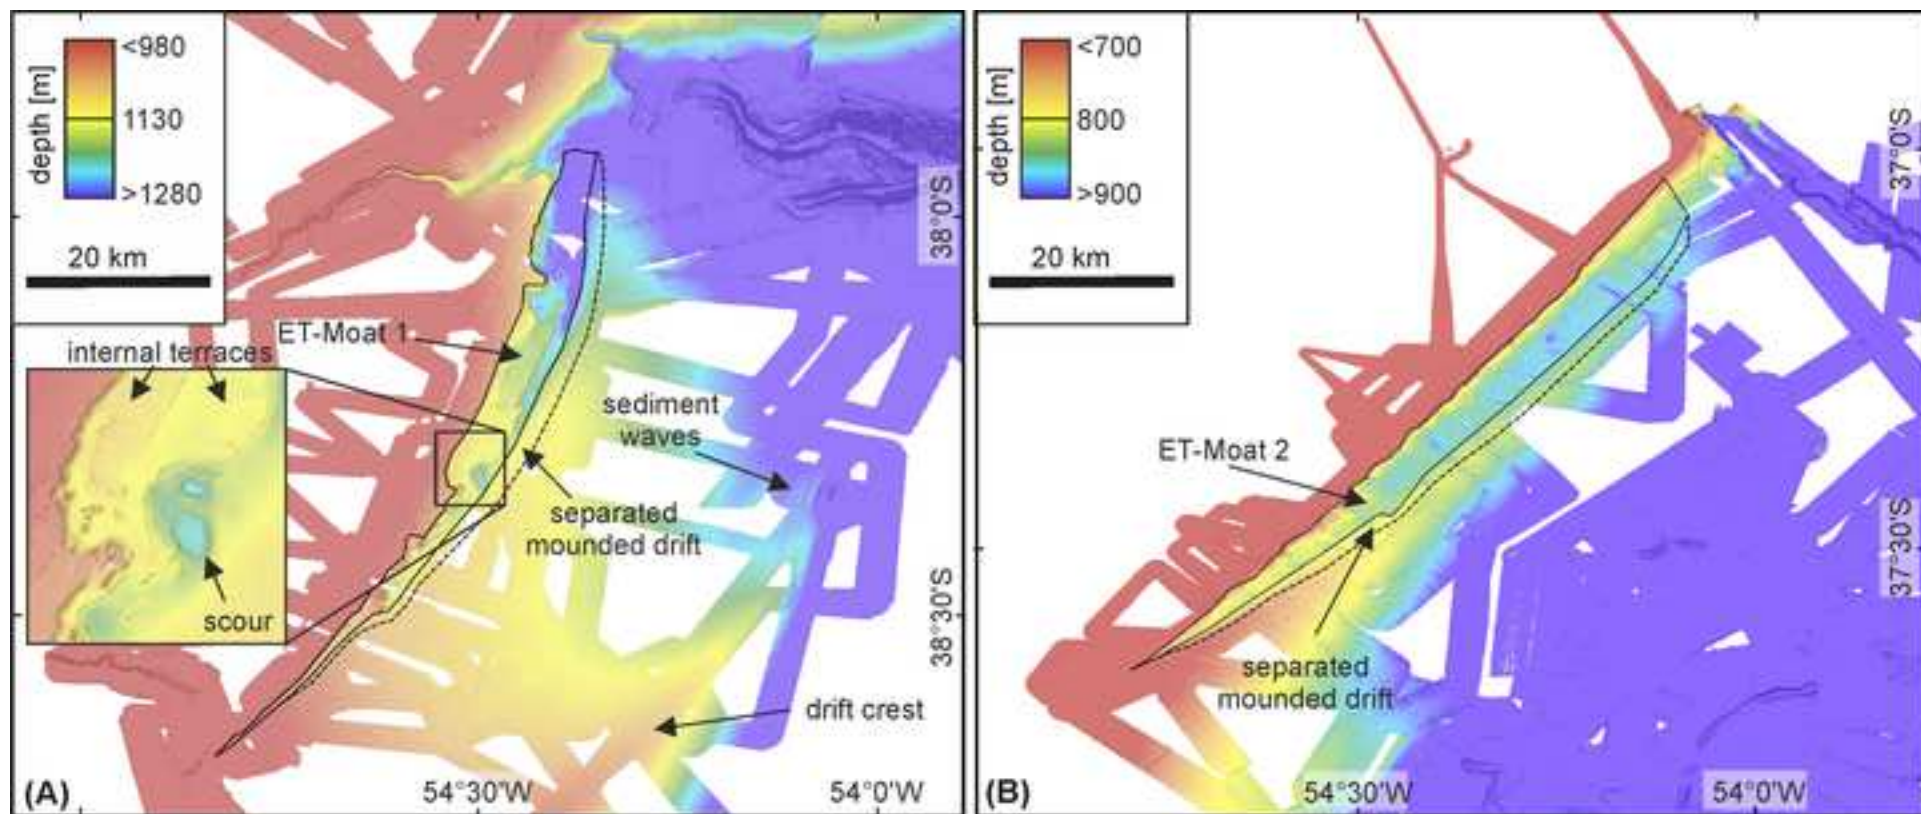 depth [m]
<980
1130
>1280
20 km
ET-Moat 1
internal terraces
scour
sediment
waves
separated
mounded drift
drift crest
38°0'S
38°30'S
54°30'W
54°0'W
(A)
depth [m]
<700
800
>900
20 km
ET-Moat 2
separated
mounded drift
37°0'S
37°30'S
54°30'W
54°0'W
(B)